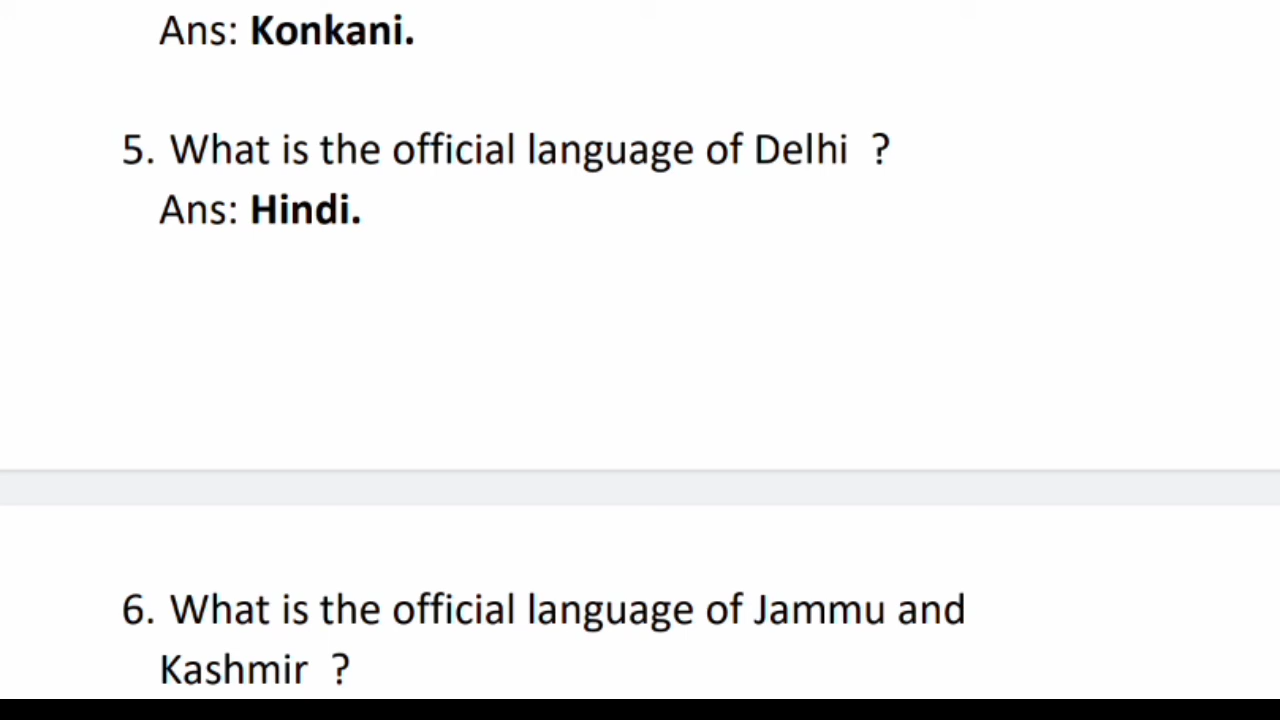 Ans: Konkani.
5. What is the official language of Delhi ?
Ans: Hindi.
6. What is the official language of Jammu and
Kashmir ?